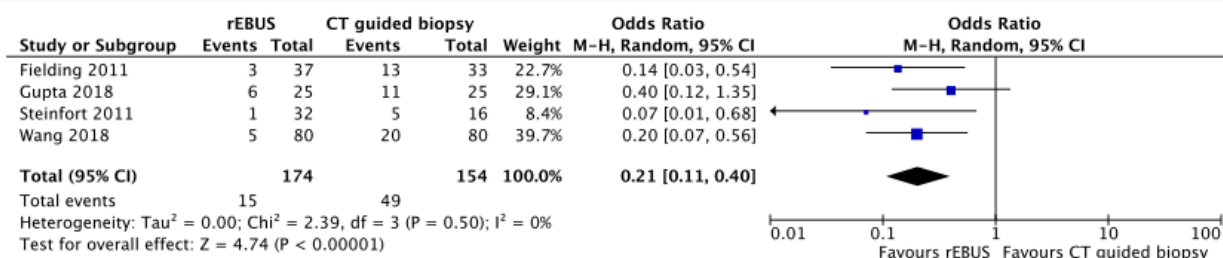 rEBUS CT guided biopsy Odds Ratio Odds Ratio
Study or Subgroup Events Total Events Total Weight M-H, Random, 95% CI M-H, Random, 95% CI
Fielding 2011 3 37 13 33 22.7% 0.14 [0.03, 0.54]
Gupta 2018 6 25 11 25 29.1% 0.40 [0.12, 1.35]
Steinfort 2011 1 32 5 16 8.4% 0.07 [0.01, 0.68]
Wang 2018 5 80 20 80 39.7% 0.20 [0.07, 0.56]
Total (95% CI) 174 154 100.0% 0.21 [0.11, 0.40]
Total events 15 49
Heterogeneity: Tau² = 0.00; Chi² = 2.39, df = 3 (P = 0.50); I² = 0%
Test for overall effect: Z = 4.74 (P < 0.00001)
0.01 0.1 1 10 100
Favours rEBUS Favours CT guided biopsy